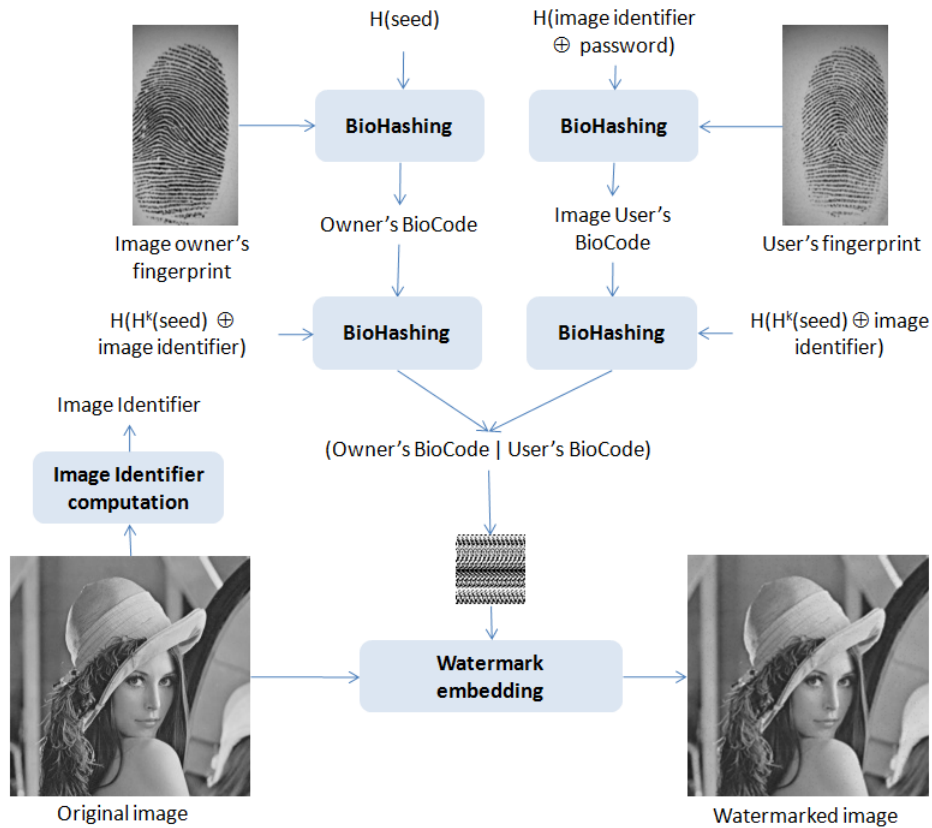 H(seed)
H(image identifier
⊕ password)
BioHashing
BioHashing
Image owner’s
fingerprint
Owner’s BioCode
Image User’s
BioCode
User’s fingerprint
H(Hᵏ(seed) ⊕
image identifier)
BioHashing
BioHashing
H(Hᵏ(seed) ⊕ image
identifier)
Image Identifier
(Owner’s BioCode | User’s BioCode)
Image Identifier
computation
Watermark
embedding
Original image
Watermarked image